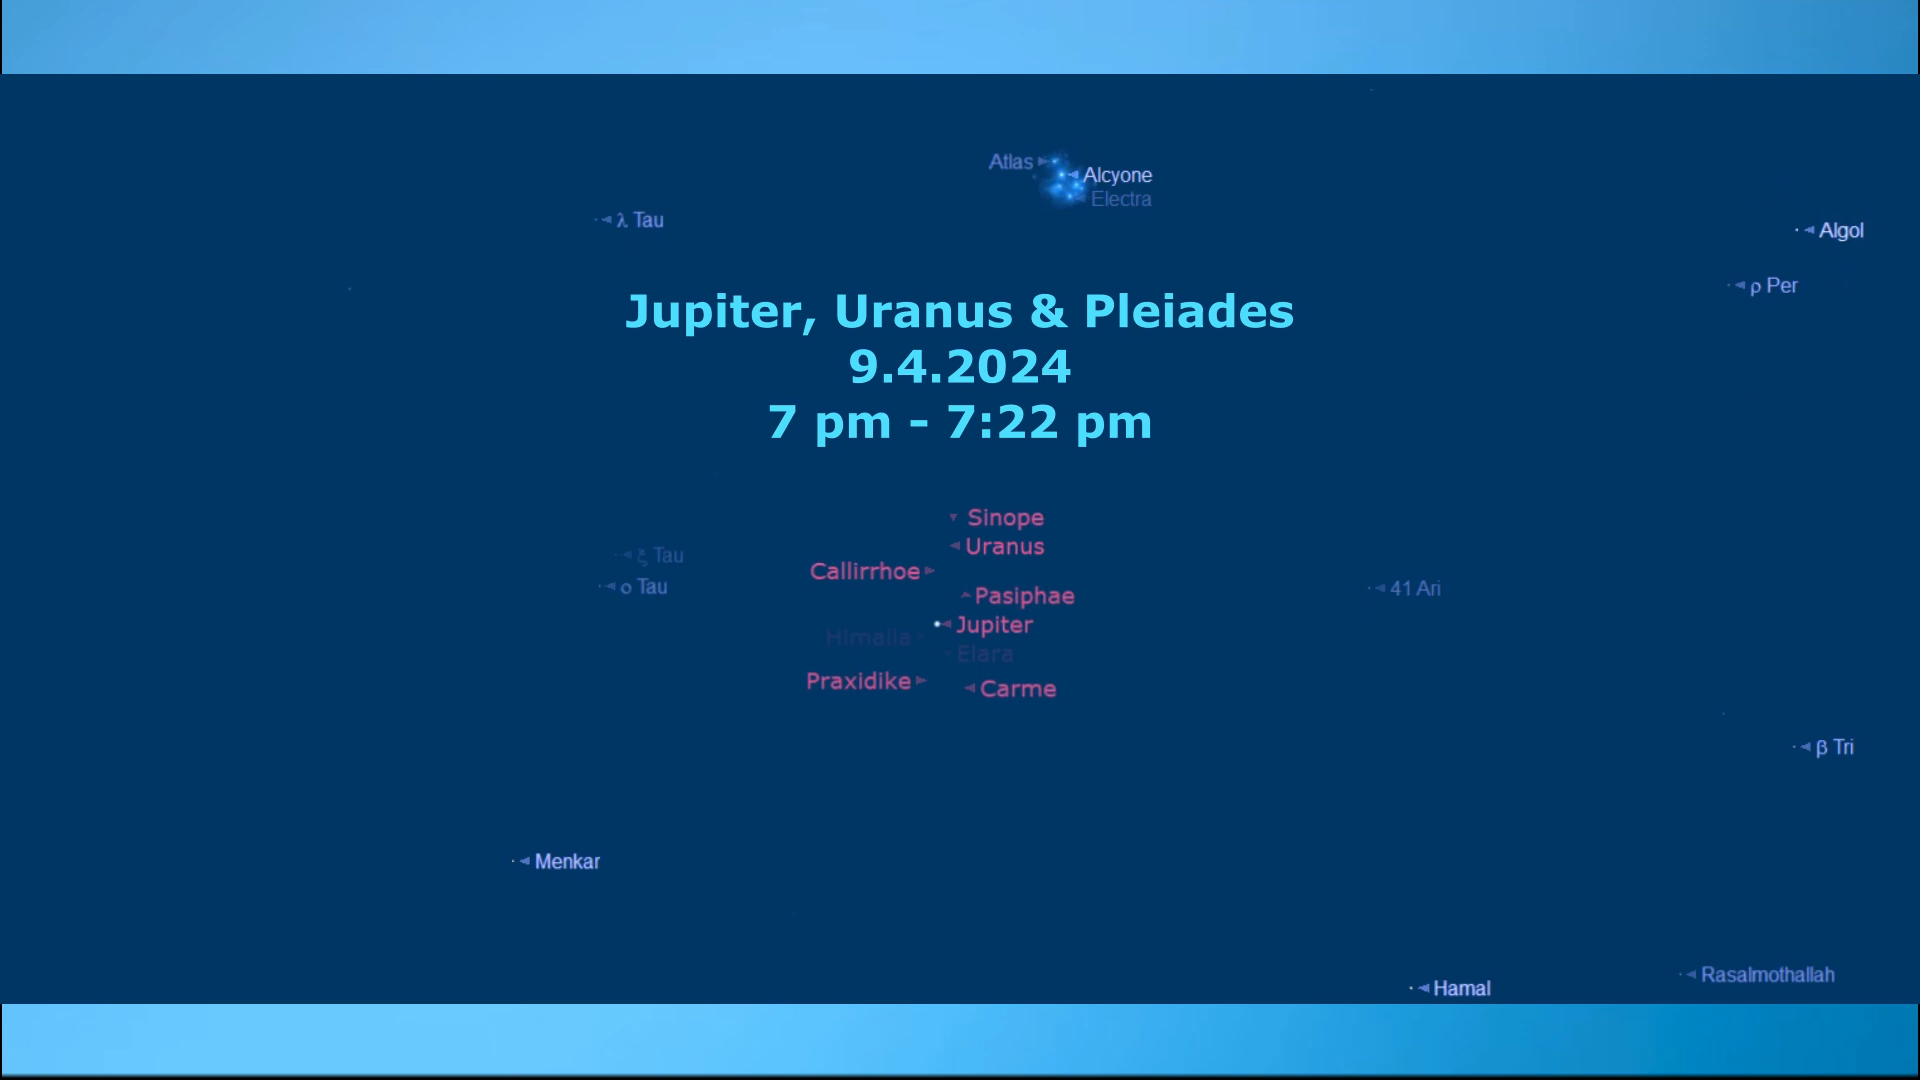 Atlas
Alcyone
Electra
λ Tau
Algol
ρ Per
Jupiter, Uranus & Pleiades
9.4.2024
7 pm - 7:22 pm
Sinope
Uranus
ξ Tau
Callirrhoe
ο Tau
41 Ari
Pasiphae
Jupiter
Himalia
Elara
Praxidike
Carme
β Tri
Menkar
Rasalmothallah
Hamal